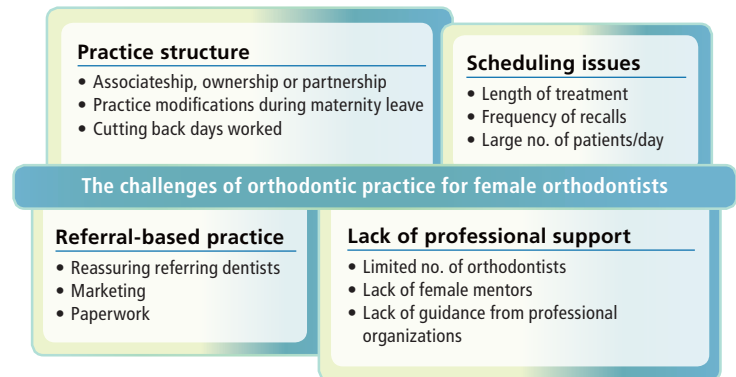 Practice structure
• Associateship, ownership or partnership
• Practice modifications during maternity leave
• Cutting back days worked
Scheduling issues
• Length of treatment
• Frequency of recalls
• Large no. of patients/day
The challenges of orthodontic practice for female orthodontists
Referral-based practice
• Reassuring referring dentists
• Marketing
• Paperwork
Lack of professional support
• Limited no. of orthodontists
• Lack of female mentors
• Lack of guidance from professional
organizations